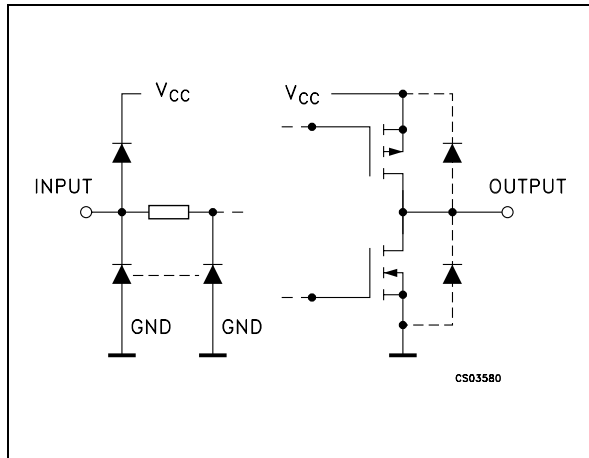 VCC
VCC
INPUT
OUTPUT
GND
GND
CS03580